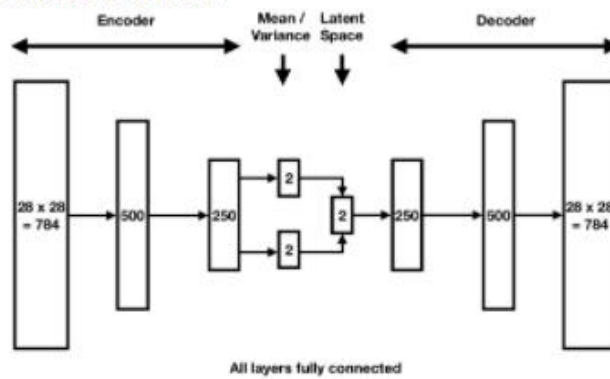 Encoder
Mean /
Variance
Latent
Space
Decoder
28 x 28
= 784
500
250
2
2
2
250
500
28 x 28
= 784
All layers fully connected